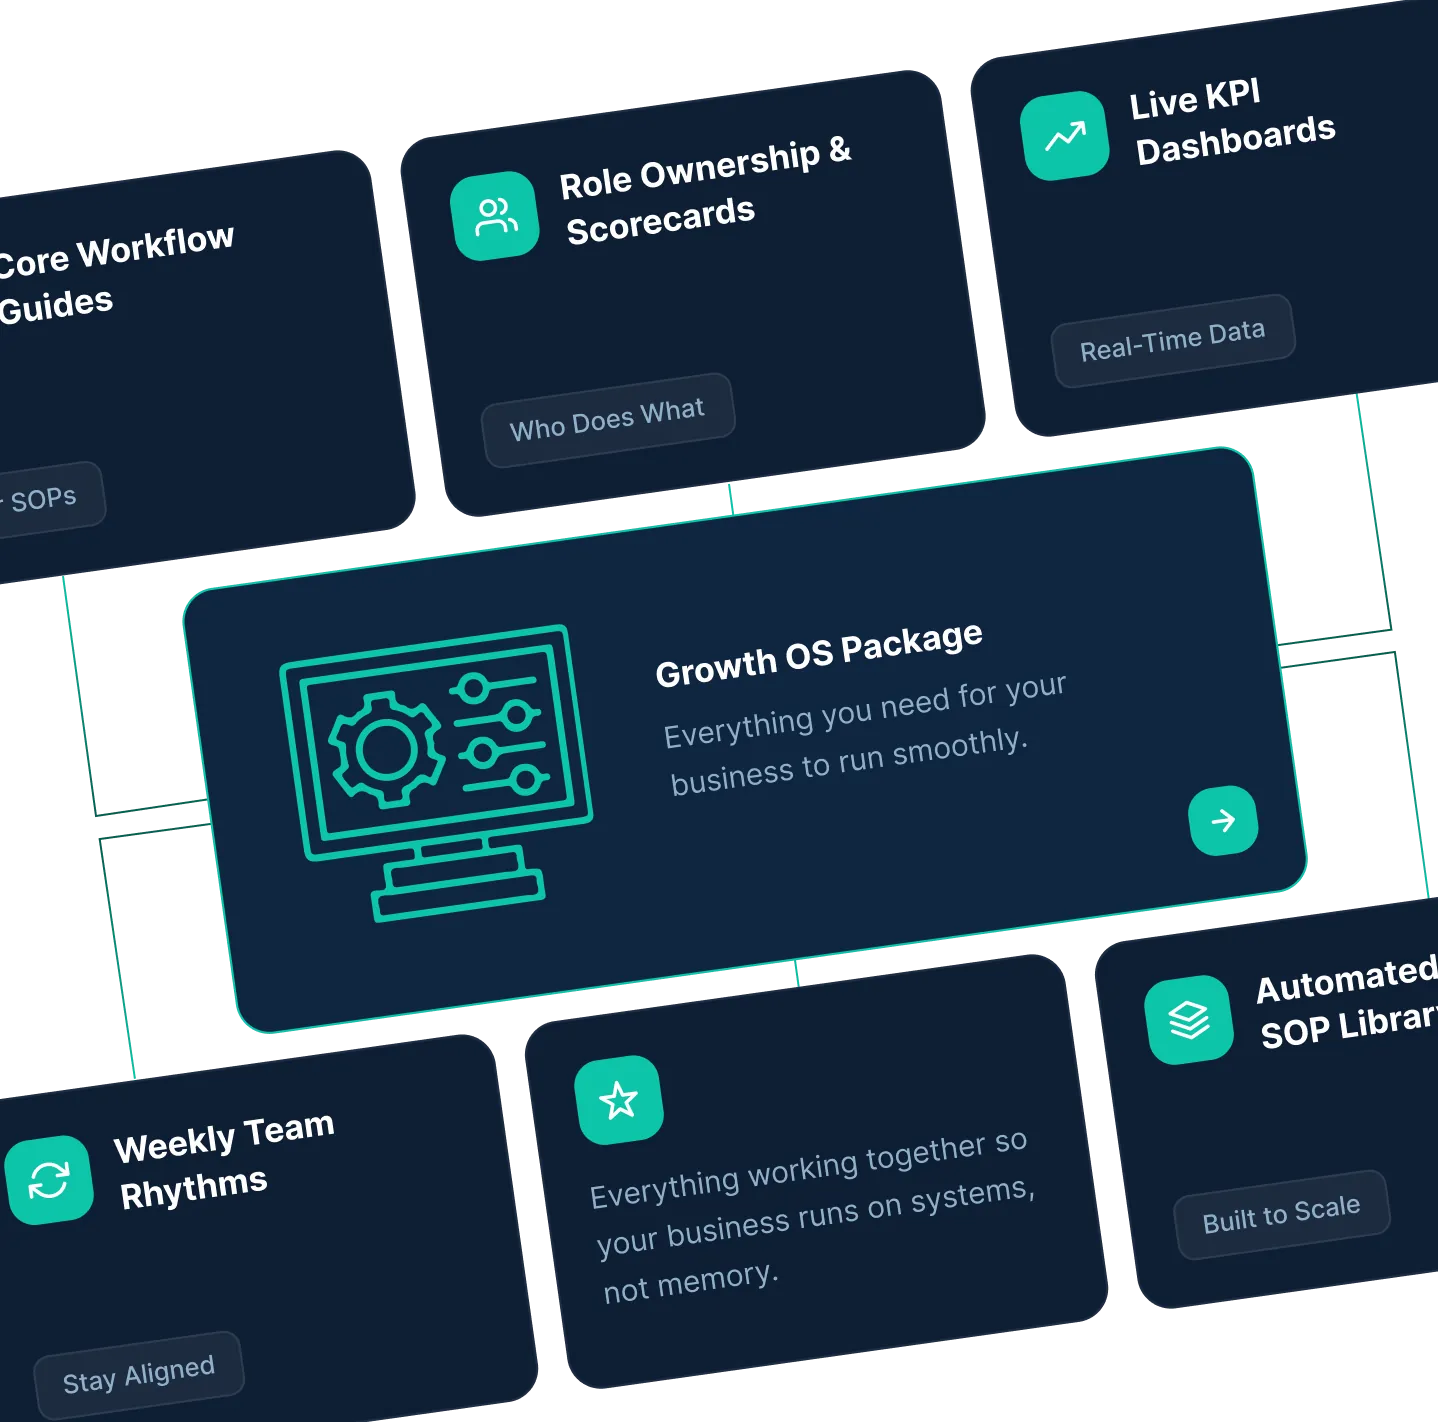 Core Workflow
Guides
SOPs
Role Ownership &
Scorecards
Who Does What
Live KPI
Dashboards
Real-Time Data
Growth OS Package
Everything you need for your
business to run smoothly.
Weekly Team
Rhythms
Stay Aligned
Everything working together so
your business runs on systems,
not memory.
Automated
SOP Library
Built to Scale